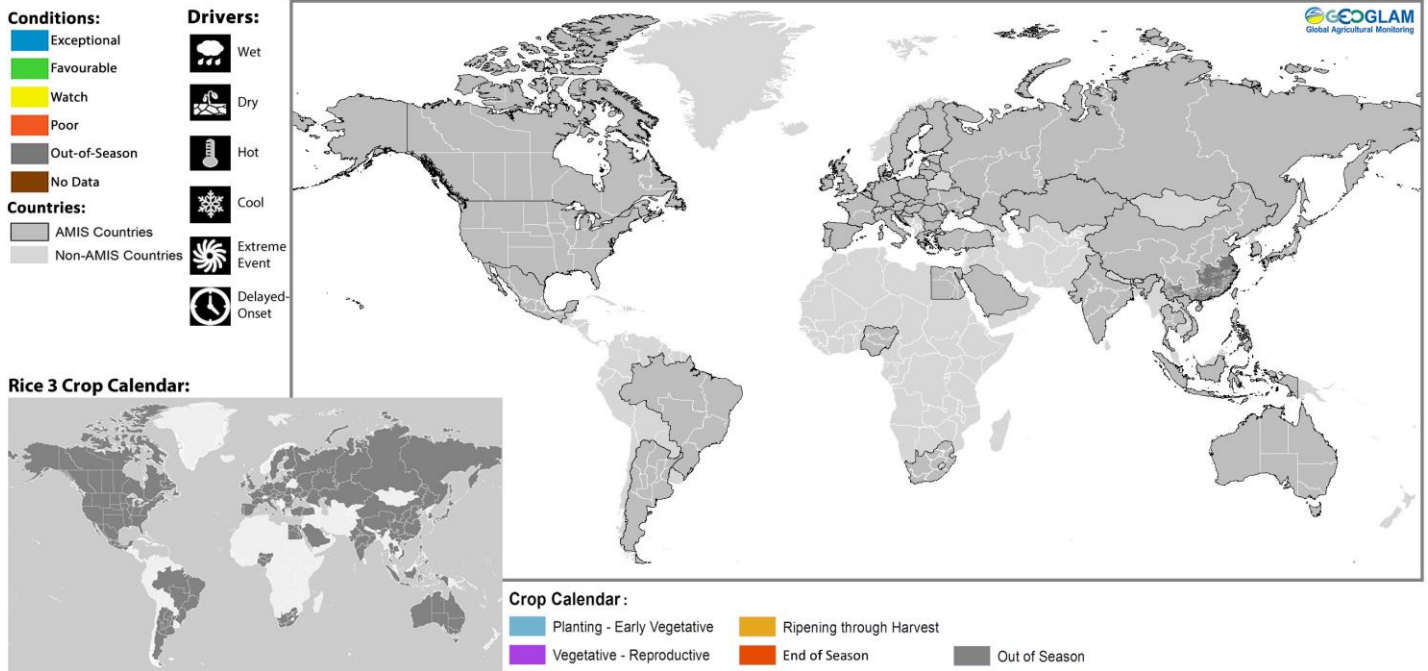 Conditions:
Exceptional
Favourable
Watch
Poor
Out-of-Season
No Data
Countries:
AMIS Countries
Non-AMIS Countries
Drivers:
Wet
Dry
Hot
Cool
Extreme
Event
Delayed-
Onset
GEOGLAM
Global Agricultural Monitoring
Rice 3 Crop Calendar:
Crop Calendar :
Planting - Early Vegetative
Ripening through Harvest
Vegetative - Reproductive
End of Season
Out of Season